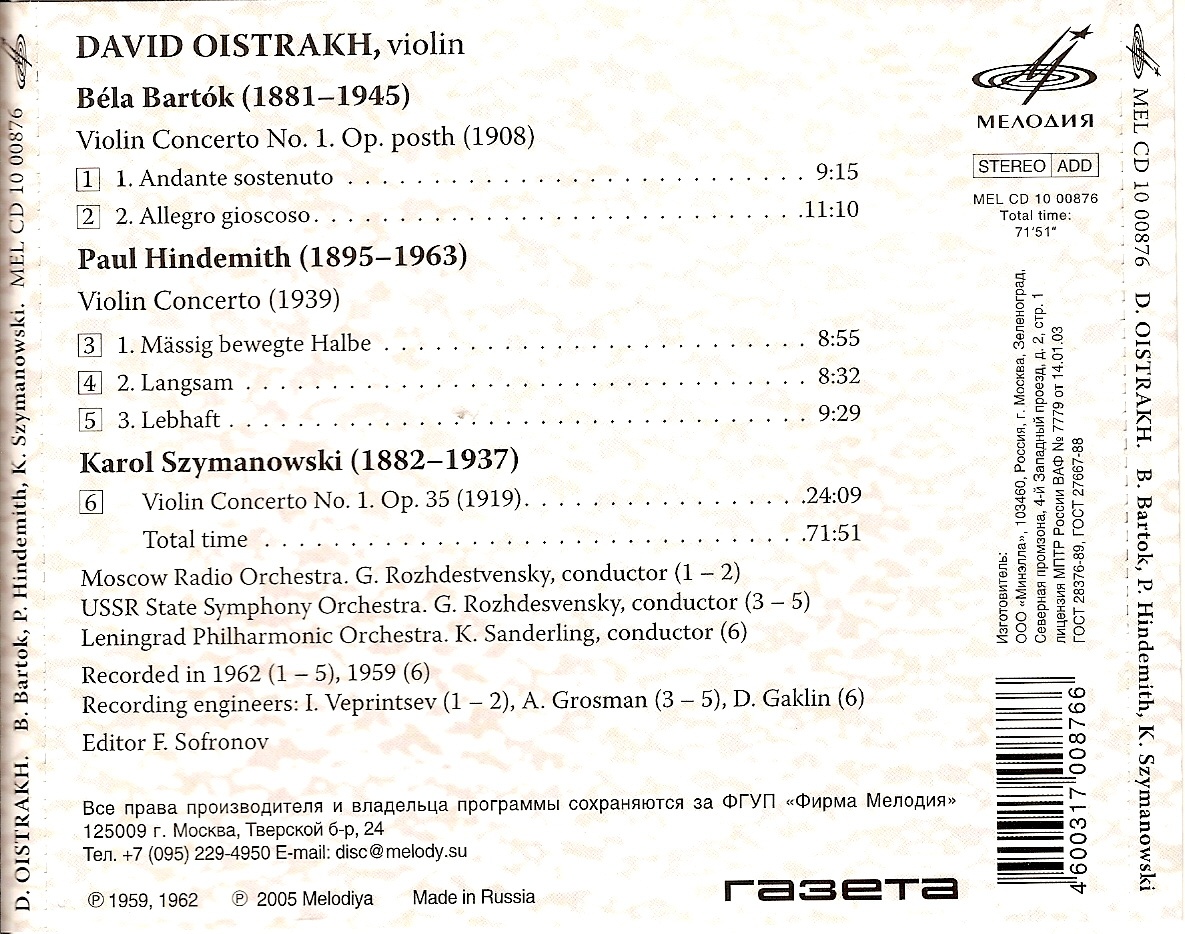 DAVID OISTRAKH, violin
Béla Bartók (1881–1945)
Violin Concerto No. 1. Op. posth (1908)
1 1. Andante sostenuto . . . . . . . . . . . . . . . . . . . . . . . . . . . . 9:15
2 2. Allegro gioscoso. . . . . . . . . . . . . . . . . . . . . . . . . . . . . .11:10
Paul Hindemith (1895–1963)
Violin Concerto (1939)
3 1. Mässig bewegte Halbe . . . . . . . . . . . . . . . . . . . . . . . . . . 8:55
4 2. Langsam . . . . . . . . . . . . . . . . . . . . . . . . . . . . . . . . . . 8:32
5 3. Lebhaft . . . . . . . . . . . . . . . . . . . . . . . . . . . . . . . . . . . 9:29
Karol Szymanowski (1882–1937)
6 Violin Concerto No. 1. Op. 35 (1919). . . . . . . . . . . . . . . . . .24:09
Total time . . . . . . . . . . . . . . . . . . . . . . . . . . . . . . . . .71:51
Moscow Radio Orchestra. G. Rozhdestvensky, conductor (1 – 2)
USSR State Symphony Orchestra. G. Rozhdesvensky, conductor (3 – 5)
Leningrad Philharmonic Orchestra. K. Sanderling, conductor (6)
Recorded in 1962 (1 – 5), 1959 (6)
Recording engineers: I. Veprintsev (1 – 2), A. Grosman (3 – 5), D. Gaklin (6)
Editor F. Sofronov
Все права производителя и владельца программы сохраняются за ФГУП «Фирма Мелодия»
125009 г. Москва, Тверской б-р, 24
Тел. +7 (095) 229-4950 E-mail: disc@melody.su
℗ 1959, 1962 ℗ 2005 Melodiya Made in Russia
газета
МЕЛОДИЯ
STEREO ADD
MEL CD 10 00876
Total time:
71'51"
Изготовитель:
ООО «Минэлла», 103460, Россия, г. Москва, Зеленоград,
Северная промзона, 4-й Западный проезд, д. 2, стр. 1
лицензия МПТР России ВАФ № 7779 от 14.01.03
ГОСТ 28376-89, ГОСТ 27667-88
4 600317 008766
D. OISTRAKH. B. Bartok, P. Hindemith, K. Szymanowski. MEL CD 10 00876
MEL CD 10 00876 D. OISTRAKH. B. Bartok, P. Hindemith, K. Szymanowski